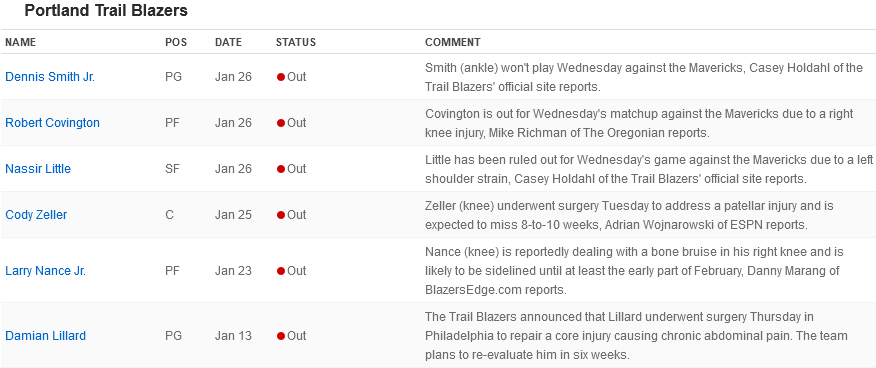 Portland Trail Blazers
NAME POS DATE STATUS COMMENT
Dennis Smith Jr. PG Jan 26 Out Smith (ankle) won't play Wednesday against the Mavericks, Casey Holdahl of the
Trail Blazers' official site reports.
Robert Covington PF Jan 26 Out Covington is out for Wednesday's matchup against the Mavericks due to a right
knee injury, Mike Richman of The Oregonian reports.
Nassir Little SF Jan 26 Out Little has been ruled out for Wednesday's game against the Mavericks due to a left
shoulder strain, Casey Holdahl of the Trail Blazers' official site reports.
Cody Zeller C Jan 25 Out Zeller (knee) underwent surgery Tuesday to address a patellar injury and is
expected to miss 8-to-10 weeks, Adrian Wojnarowski of ESPN reports.
Larry Nance Jr. PF Jan 23 Out Nance (knee) is reportedly dealing with a bone bruise in his right knee and is
likely to be sidelined until at least the early part of February, Danny Marang of
BlazersEdge.com reports.
Damian Lillard PG Jan 13 Out The Trail Blazers announced that Lillard underwent surgery Thursday in
Philadelphia to repair a core injury causing chronic abdominal pain. The team
plans to re-evaluate him in six weeks.